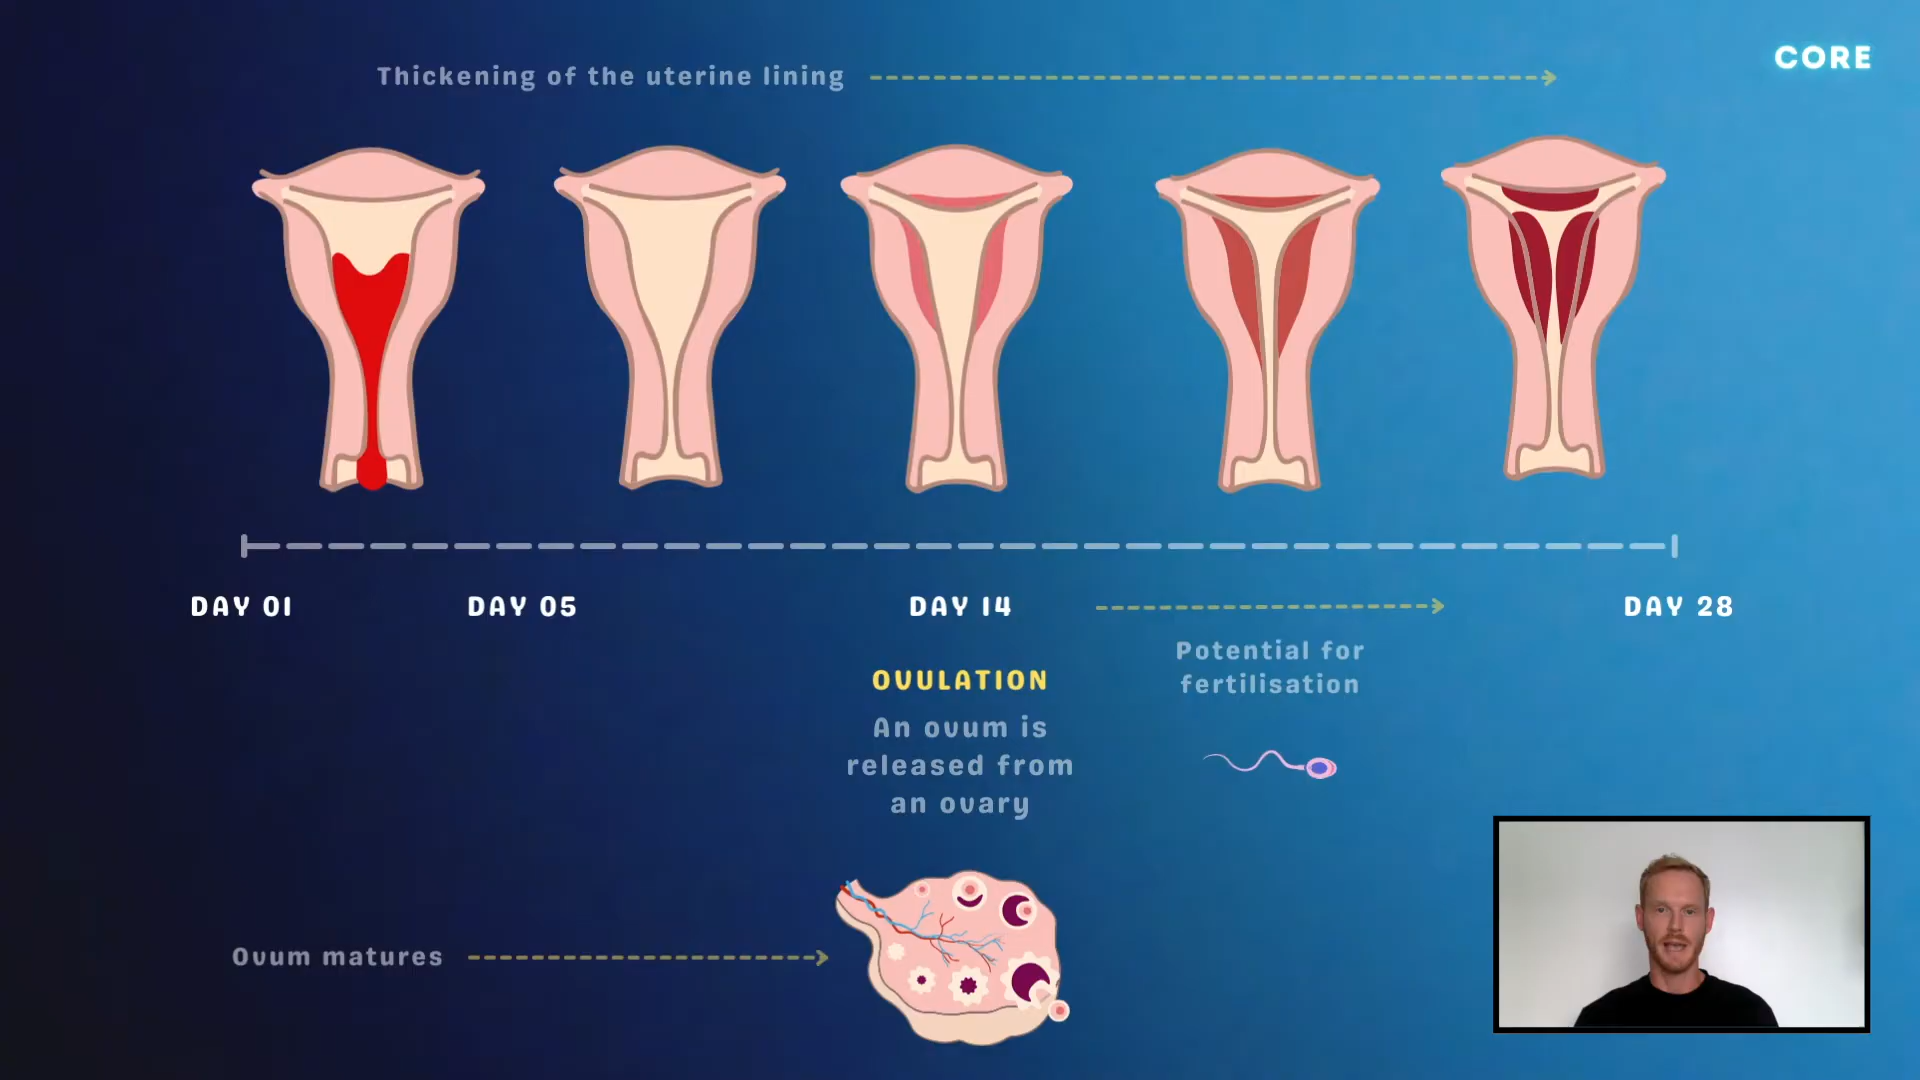 Thickening of the uterine lining
CORE
DAY 01
DAY 05
DAY 14
DAY 28
Potential for
fertilisation
OVULATION
An ovum is
released from
an ovary
Ovum matures